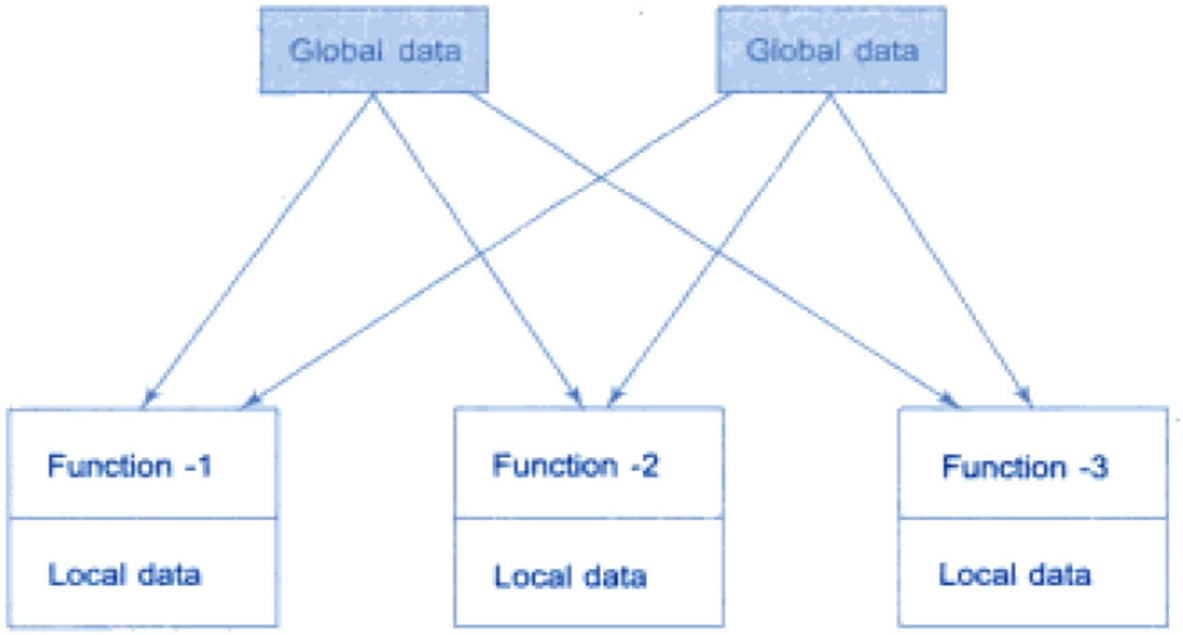 Global data
Global data
Function -1
Function -2
Function -3
Local data
Local data
Local data